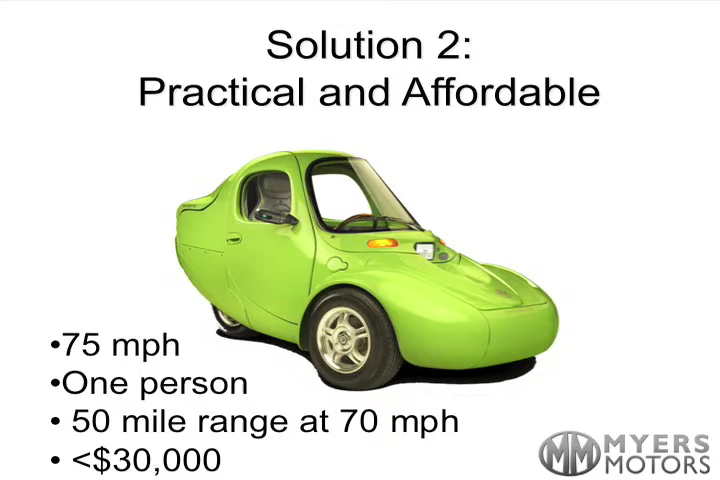 Solution 2:
Practical and Affordable
•75 mph
•One person
• 50 mile range at 70 mph
• <$30,000
MM MYERS
MOTORS